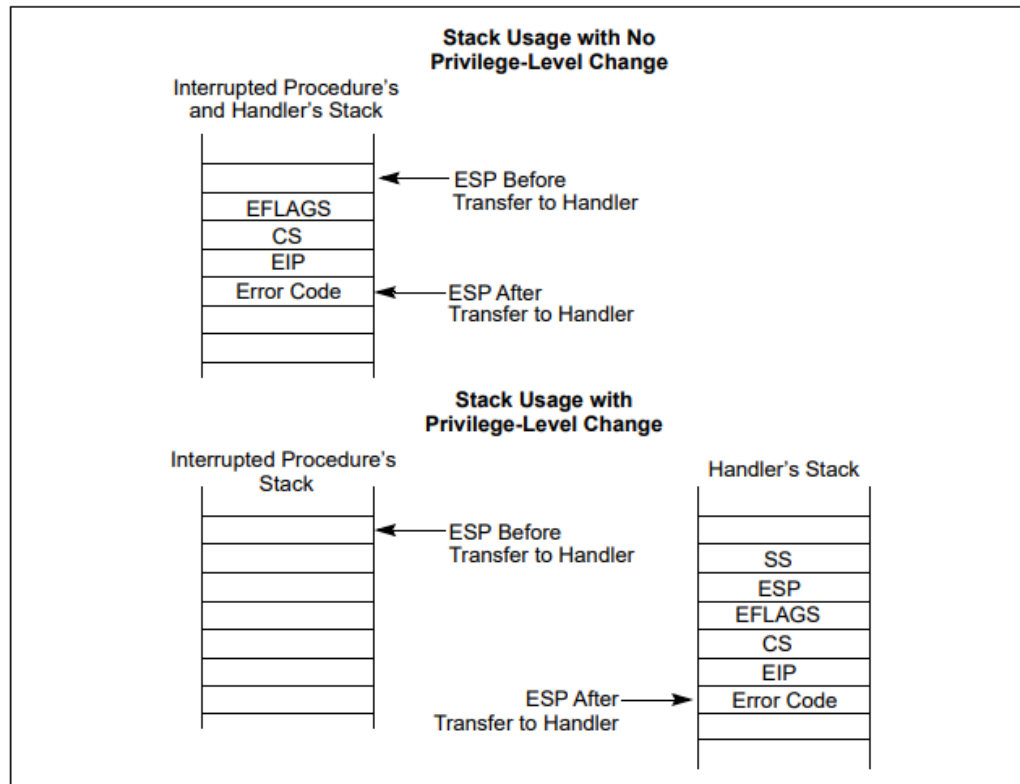 Stack Usage with No
Privilege-Level Change
Interrupted Procedure's
and Handler's Stack
ESP Before
Transfer to Handler
EFLAGS
CS
EIP
Error Code
ESP After
Transfer to Handler
Stack Usage with
Privilege-Level Change
Interrupted Procedure's
Stack
Handler's Stack
ESP Before
Transfer to Handler
SS
ESP
EFLAGS
CS
EIP
ESP After
Transfer to Handler
Error Code